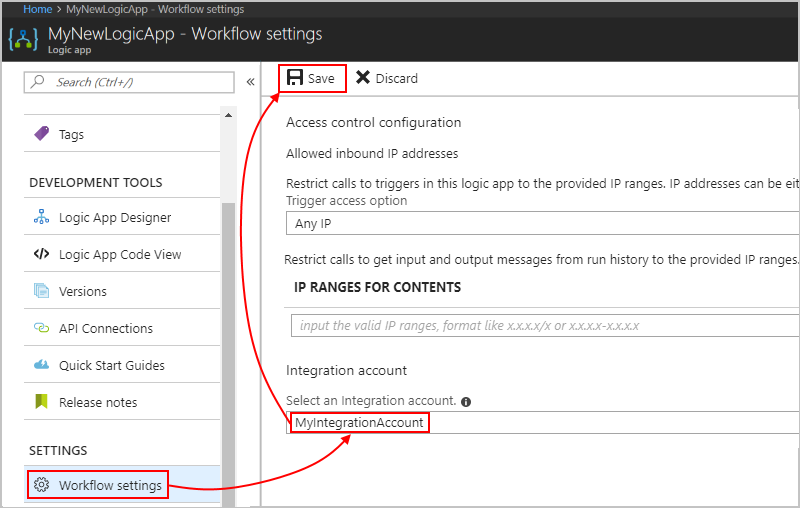 Home > MyNewLogicApp - Workflow settings
MyNewLogicApp - Workflow settings
Logic app
Search (Ctrl+/)
«
Tags
DEVELOPMENT TOOLS
Logic App Designer
Logic App Code View
Versions
API Connections
Quick Start Guides
Release notes
SETTINGS
Workflow settings
Save
Discard
Access control configuration
Allowed inbound IP addresses
Restrict calls to triggers in this logic app to the provided IP ranges. IP addresses can be eit
Trigger access option
Any IP
Restrict calls to get input and output messages from run history to the provided IP ranges.
IP RANGES FOR CONTENTS
input the valid IP ranges, format like x.x.x.x/x or x.x.x.x-x.x.x.x
Integration account
Select an Integration account.
MyIntegrationAccount